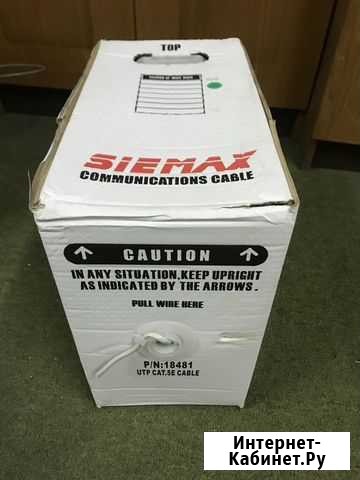 TOP
SIEMAX
COMMUNICATIONS CABLE
CAUTION
IN ANY SITUATION,KEEP UPRIGHT
AS INDICATED BY THE ARROWS.
PULL WIRE HERE
P/N:18481
UTP CAT.5E CABLE
Интернет-
Кабинет.Ру